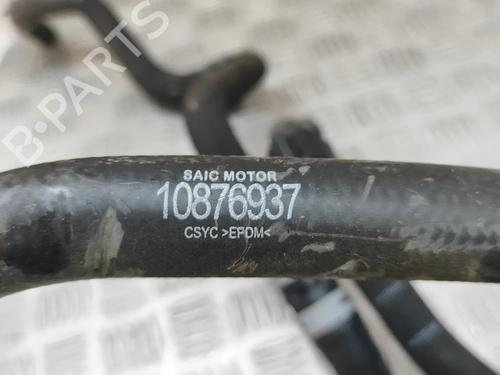 B-PARTS
SAIC MOTOR
10876937
CSYC >EPDM<